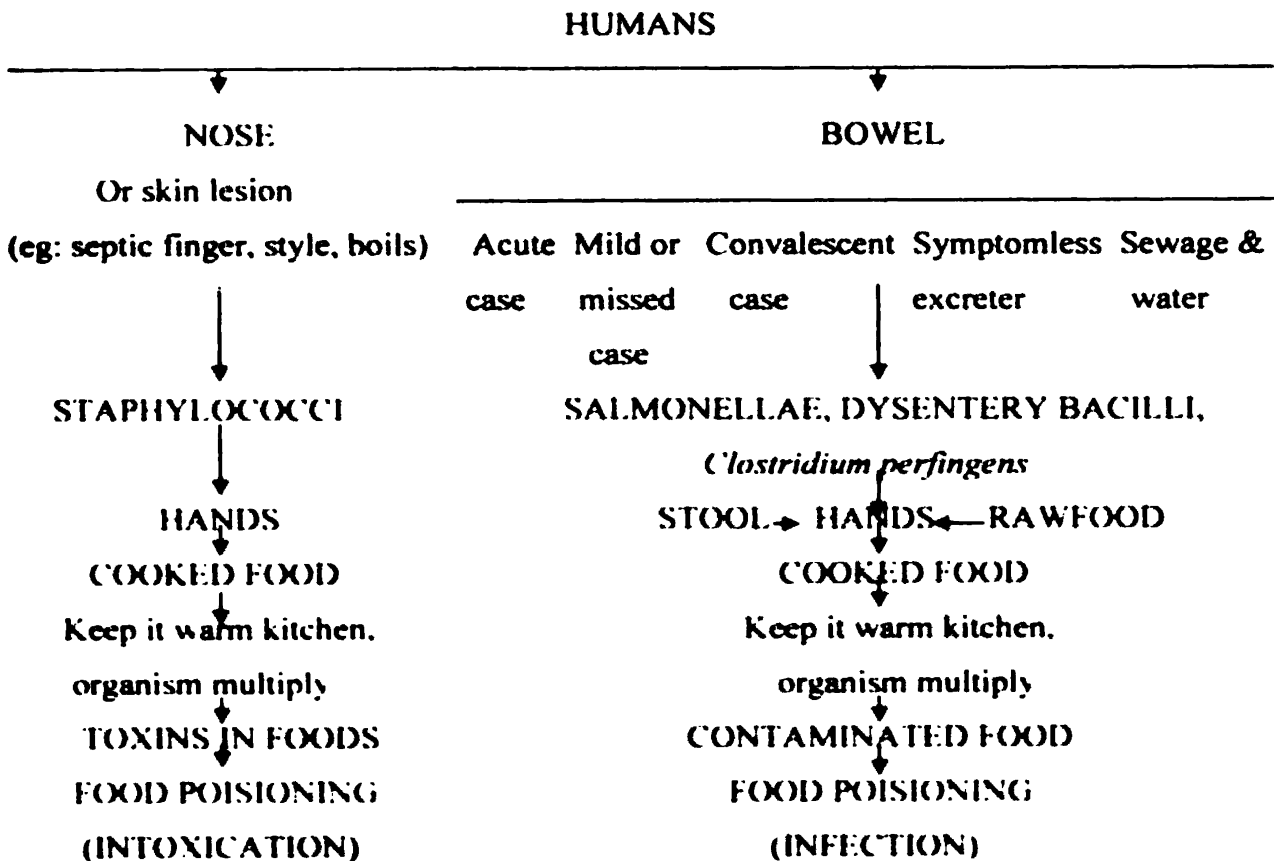 HUMANS
NOSE
Or skin lesion
(eg: septic finger, style, boils)
STAPHYLOCOCCI
HANDS
COOKED FOOD
Keep it warm kitchen,
organism multiply
TOXINS IN FOODS
FOOD POISIONING
(INTOXICATION)
BOWEL
Acute case
Mild or missed case
Convalescent case
Symptomless excreter
Sewage & water
SALMONELLAE, DYSENTERY BACILLI,
Clostridium perfingens
STOOL HANDS RAWFOOD
COOKED FOOD
Keep it warm kitchen,
organism multiply
CONTAMINATED FOOD
FOOD POISIONING
(INFECTION)